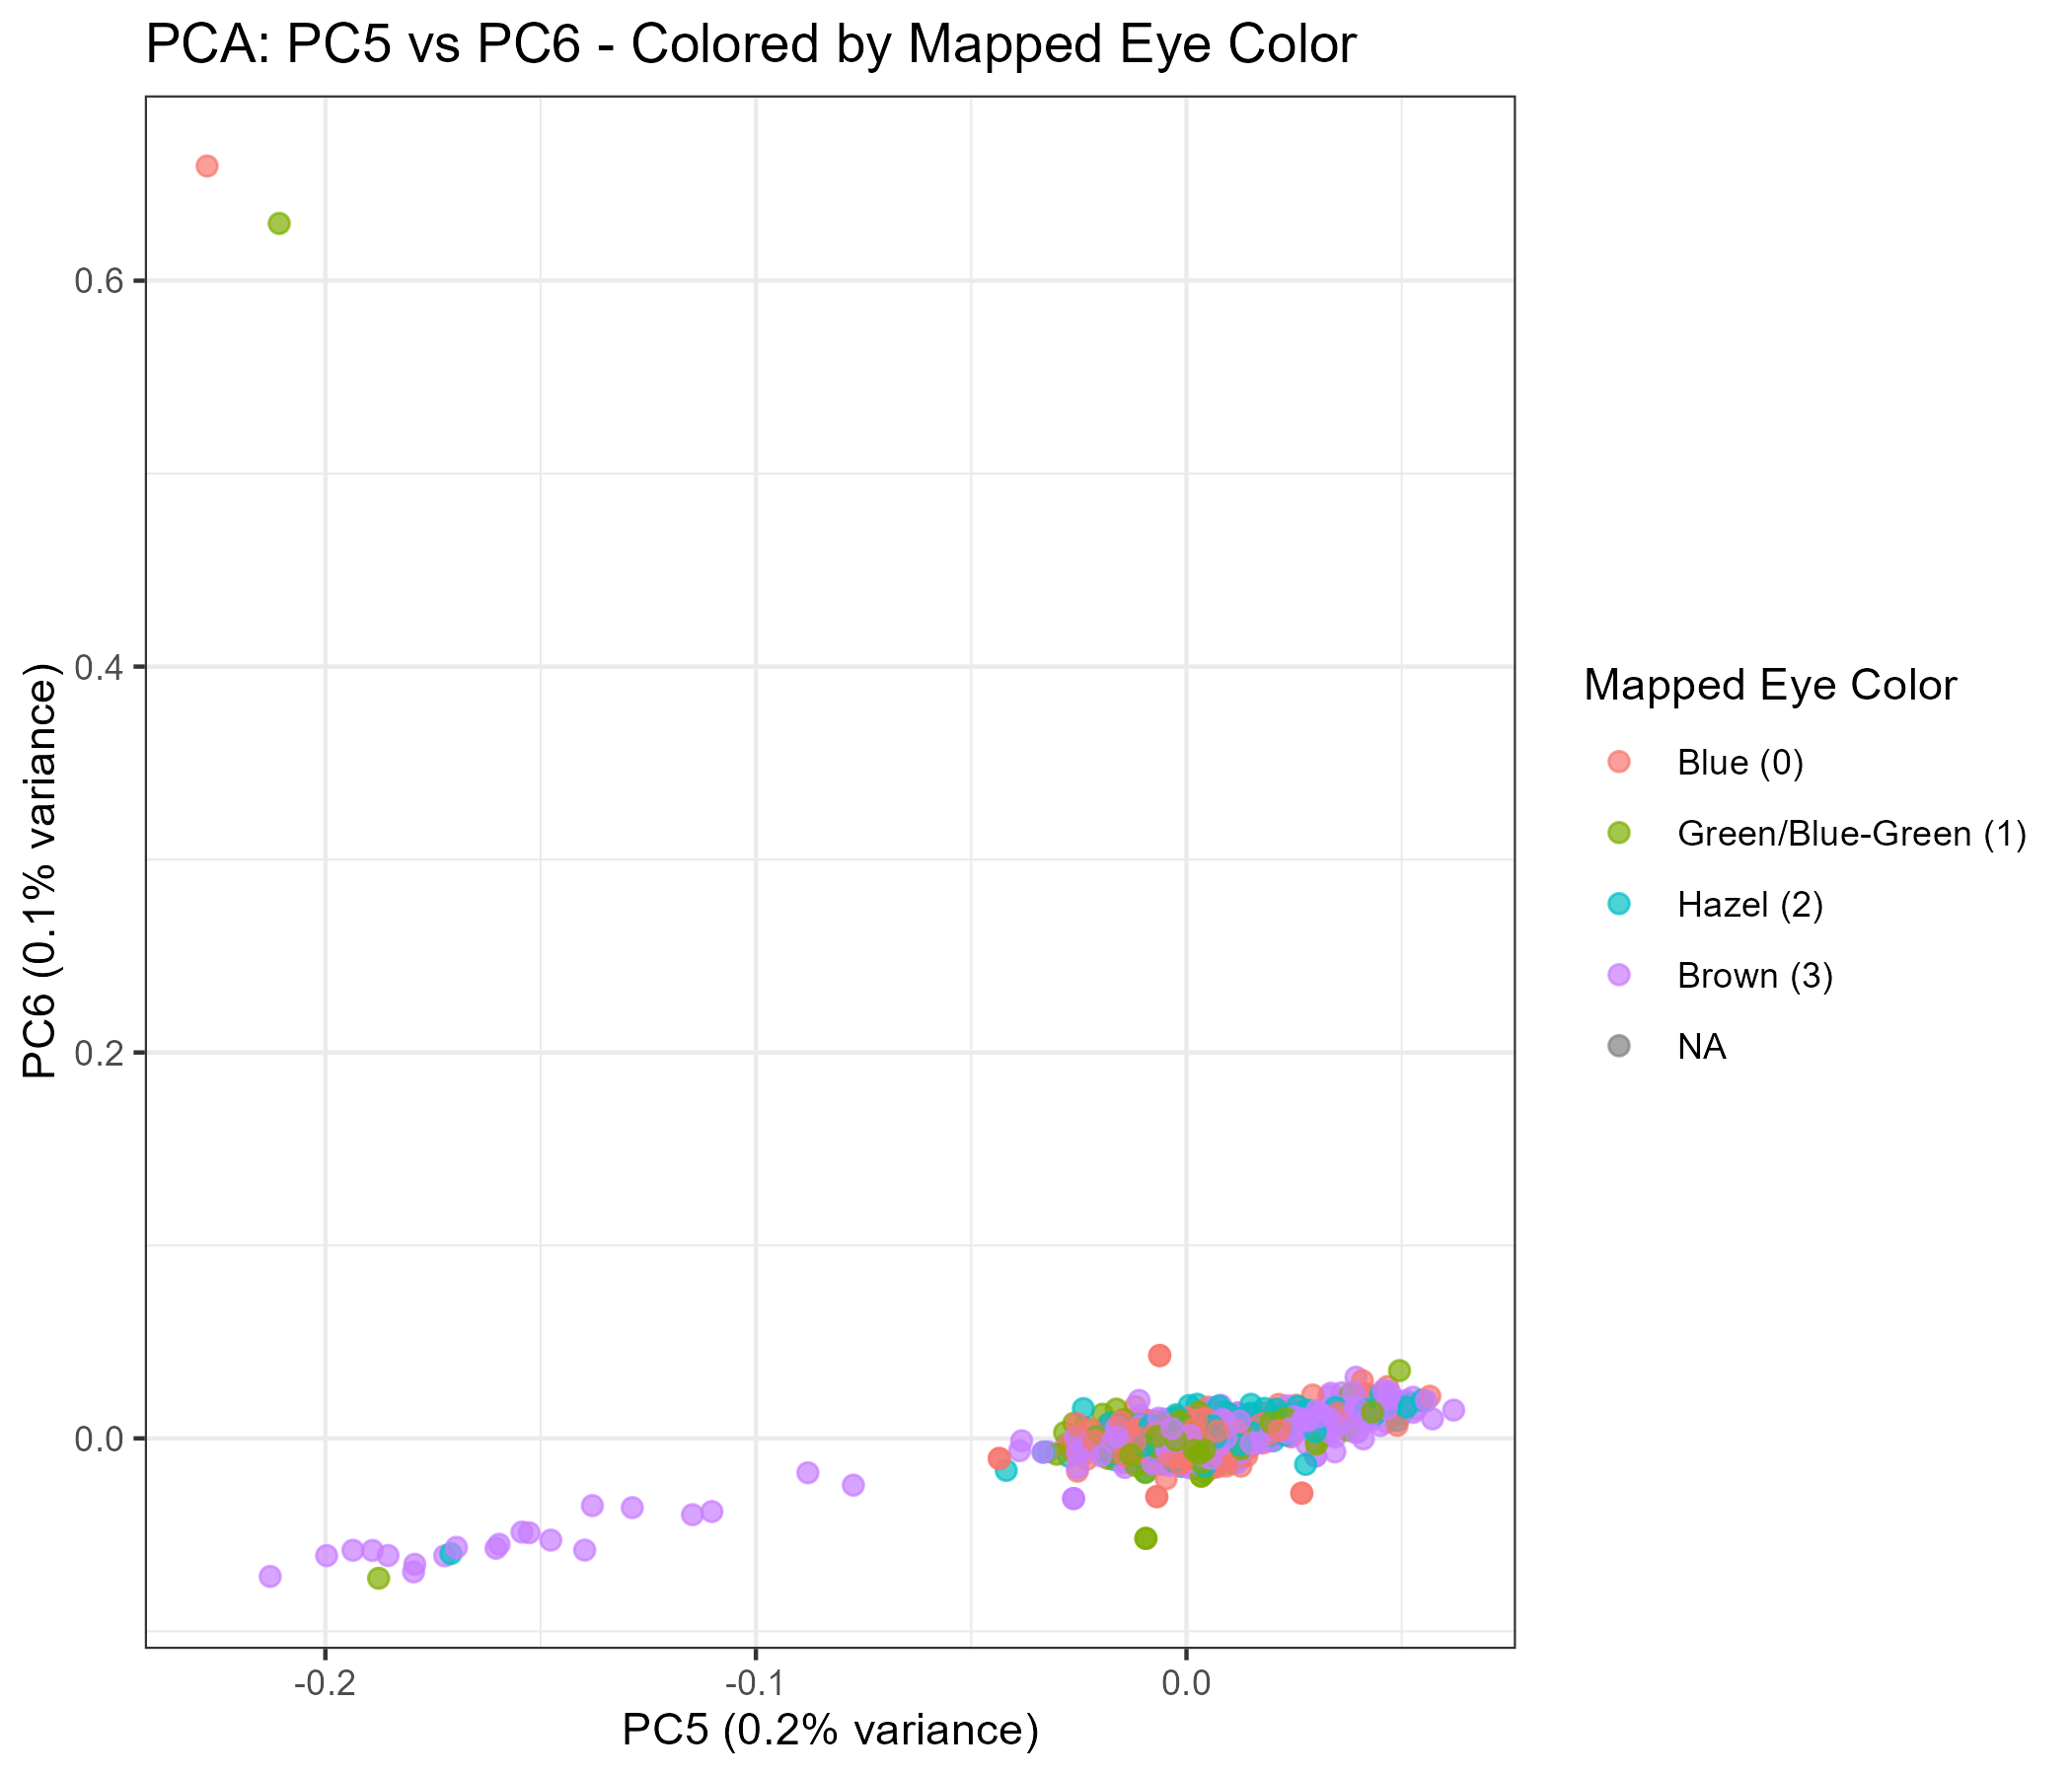 PCA: PC5 vs PC6 - Colored by Mapped Eye Color
PC6 (0.1% variance)
0.6
0.4
0.2
0.0
-0.2
-0.1
0.0
PC5 (0.2% variance)
Mapped Eye Color
Blue (0)
Green/Blue-Green (1)
Hazel (2)
Brown (3)
NA